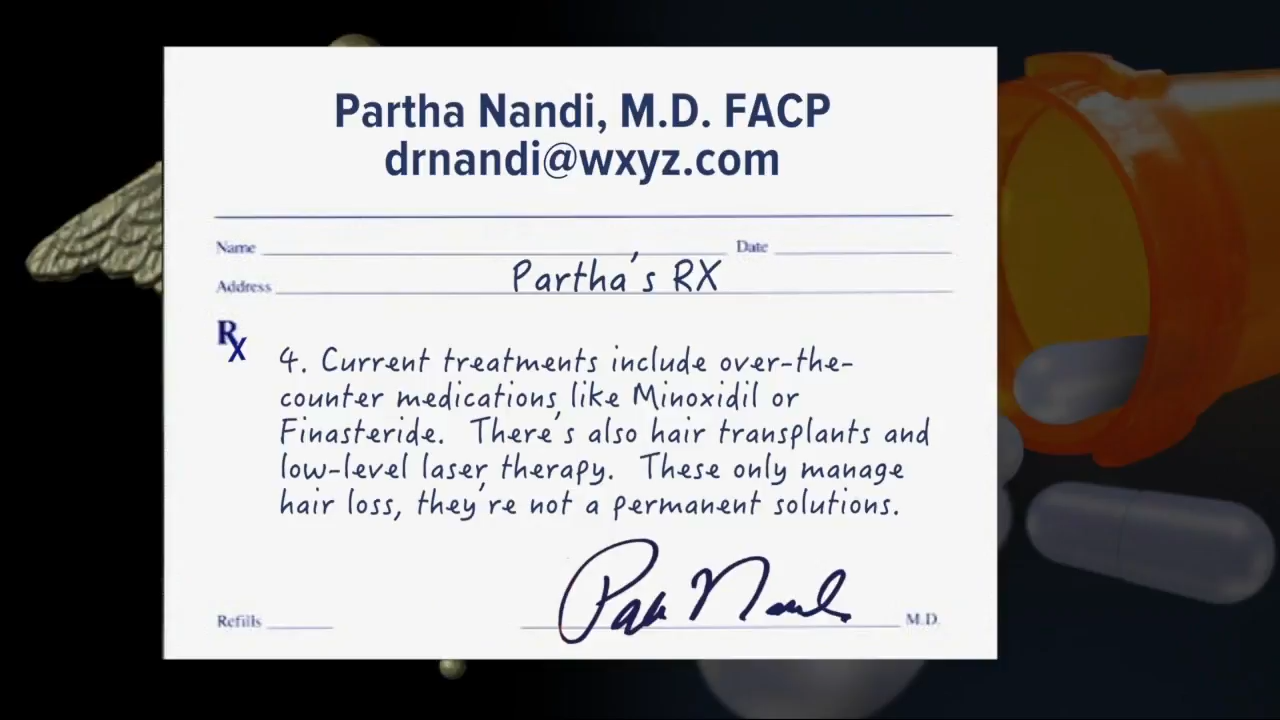 Partha Nandi, M.D. FACP
drnandi@wxyz.com
Name Date
Partha's RX
Address
Rx
4. Current treatments include over-the-
counter medications like Minoxidil or
Finasteride. There's also hair transplants and
low-level laser therapy. These only manage
hair loss, they're not a permanent solutions.
Refills M.D.